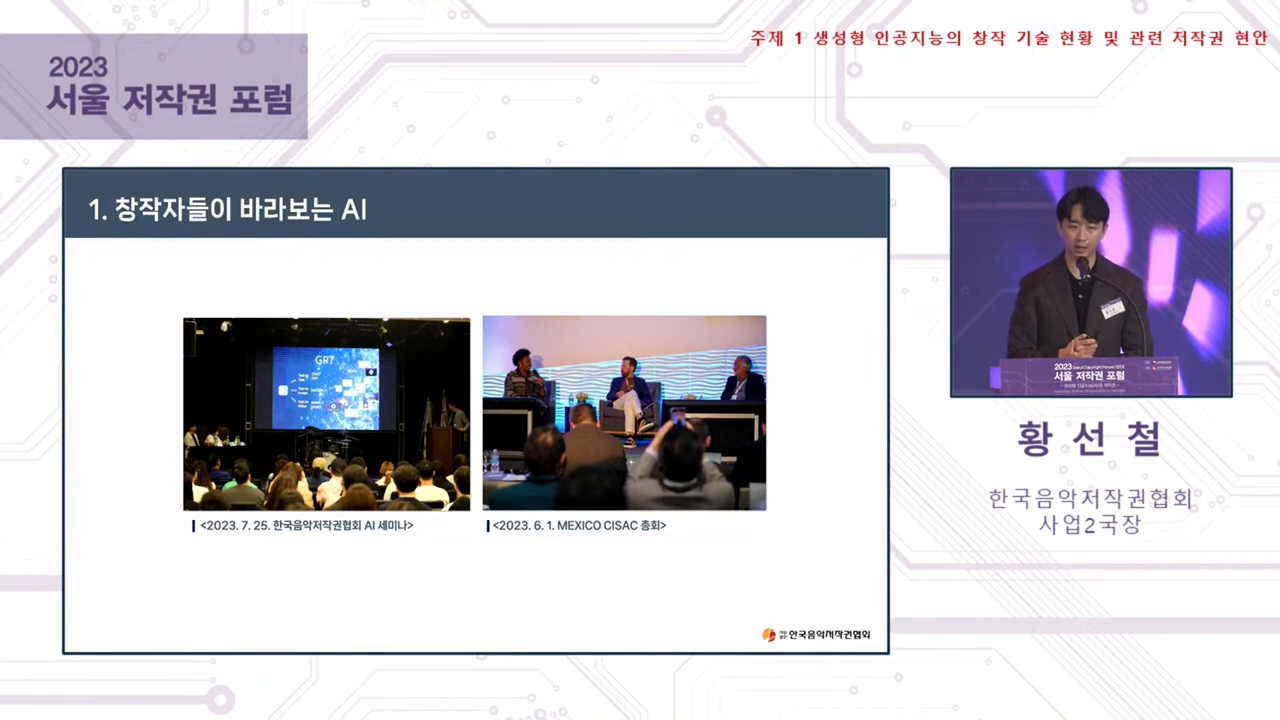 주제 1 생성형 인공지능의 창작 기술 현황 및 관련 저작권 현안
2023
서울 저작권 포럼
1. 창작자들이 바라보는 AI
GRT
<2023. 7. 25. 한국음악저작권협회 AI 세미나>
<2023. 6. 1. MEXICO CISAC 총회>
한국음악저작권협회
2023 Seoul Copyright Forum 2023
서울 저작권 포럼
황선철
한국음악저작권협회
사업2국장